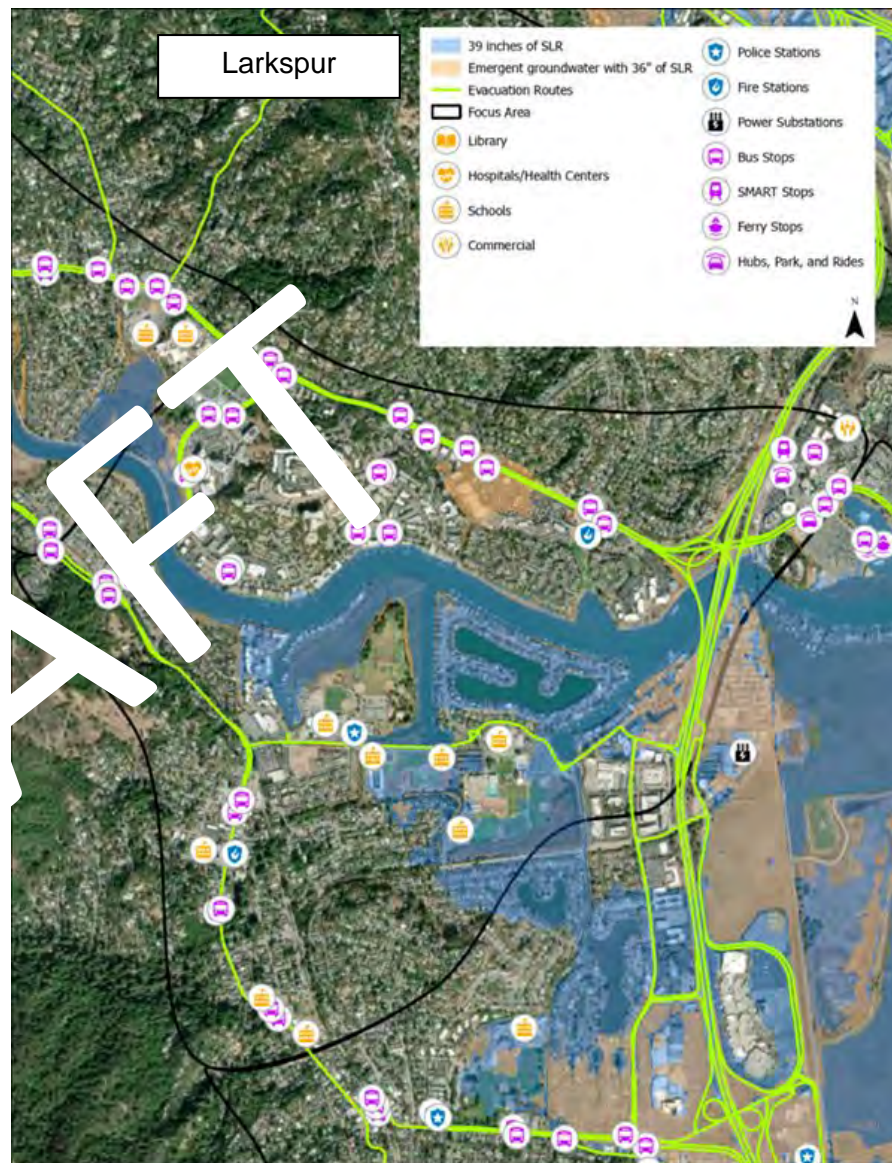 Larkspur
39 inches of SLR
Emergent groundwater with 36" of SLR
Evacuation Routes
Focus Area
Library
Hospitals/Health Centers
Schools
Commercial
Police Stations
Fire Stations
Power Substations
Bus Stops
SMART Stops
Ferry Stops
Hubs, Park, and Rides
N
AFT